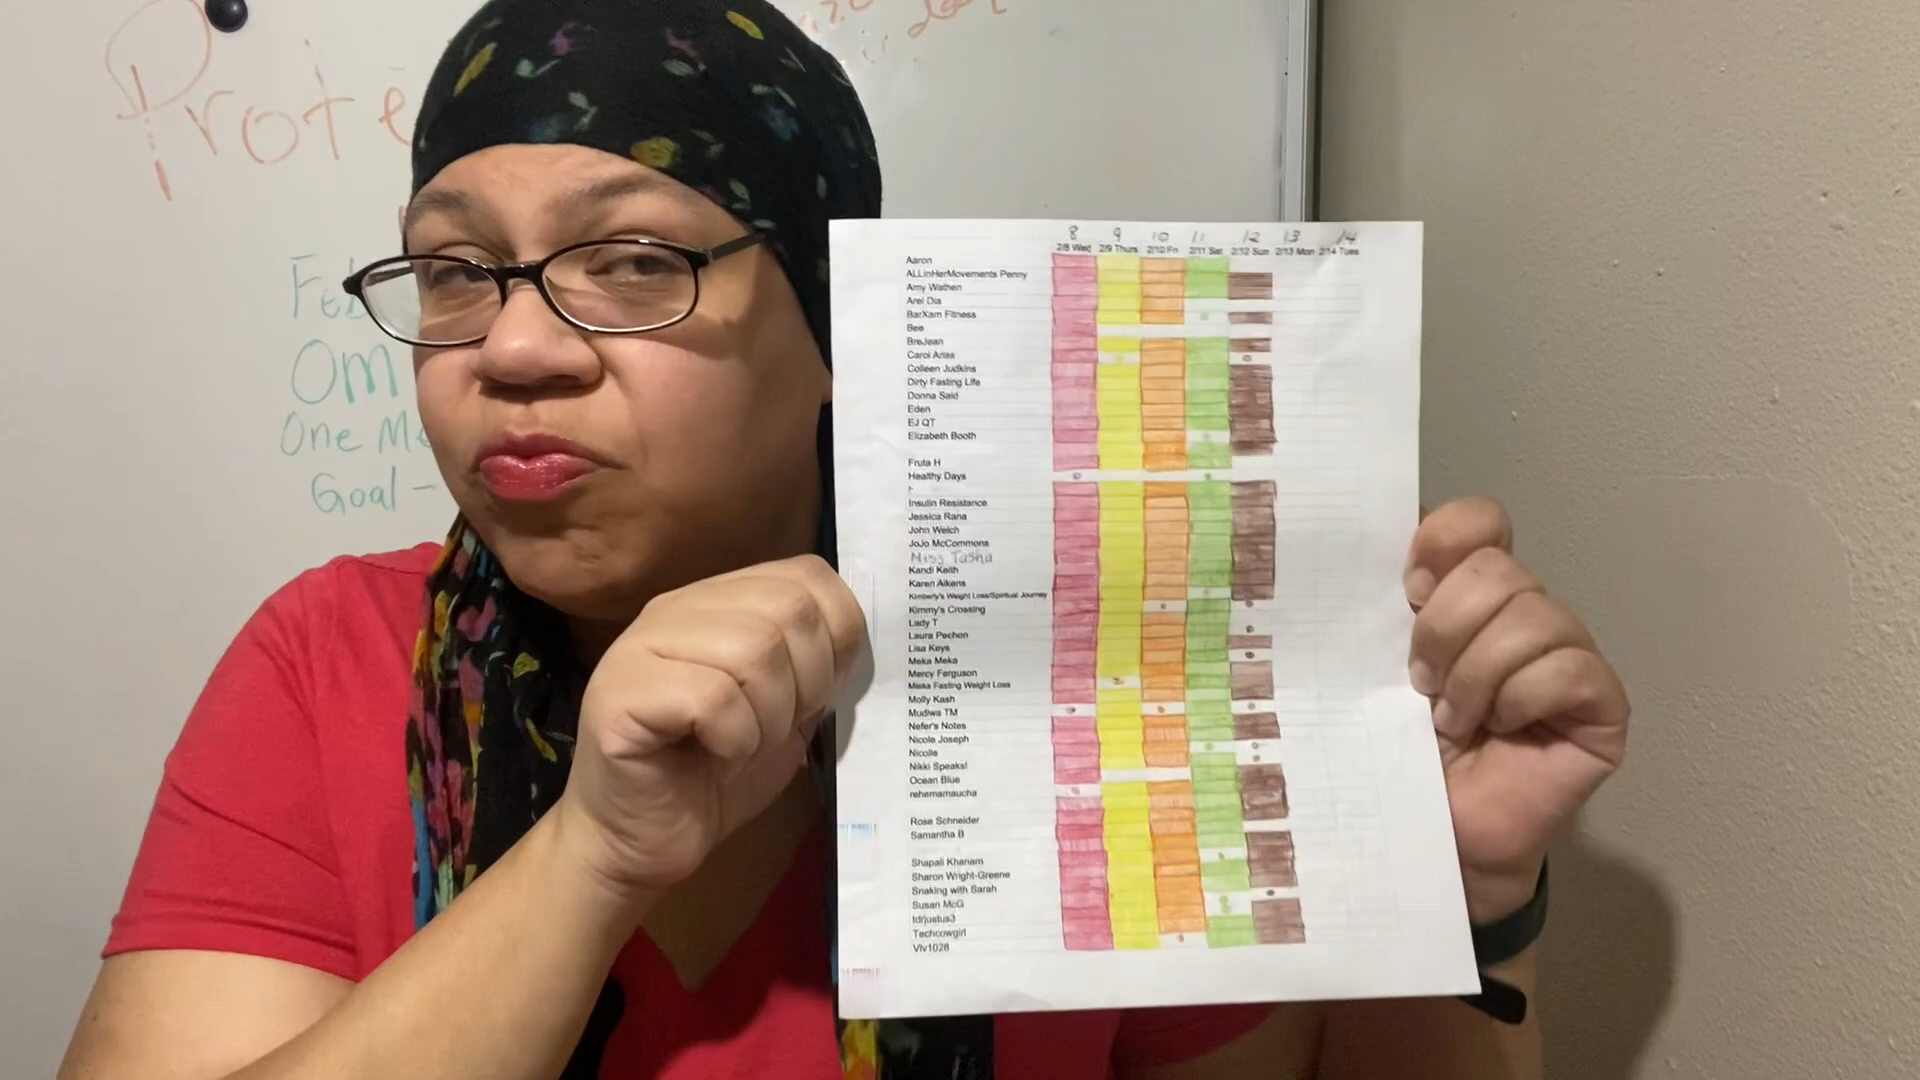 Prote
Feb
Om
One Me
Goal -
8 9 10 11 12 13 14
2/8 Wed 2/9 Thurs 2/10 Fri 2/11 Sat 2/12 Sun 2/13 Mon 2/14 Tues
Aaron
ALLinHerMovements Penny
Amy Wathen
Arei Dia
BarXam Fitness
Bee
BreJean
Carol Arias
Colleen Judkins
Dirty Fasting Life
Donna Said
Eden
EJ QT
Elizabeth Booth
Fruta H
Healthy Days
Insulin Resistance
Jessica Rana
John Welch
JoJo McCommons
Miss Tasha
Kandi Keith
Karen Aikens
Kimberly's Weight Loss/Spiritual Journey
Kimmy's Crossing
Lady T
Laura Pechon
Lisa Keys
Meka Meka
Mercy Ferguson
Mieka Fasting Weight Loss
Molly Kash
Mudiwa TM
Nefer's Notes
Nicole Joseph
Nicolle
Nikki Speaks!
Ocean Blue
rehemamaucha
Rose Schneider
Samantha B
Shapali Khanam
Sharon Wright-Greene
Snaking with Sarah
Susan McG
tdrjustus3
Techcowgirl
Vlv1028